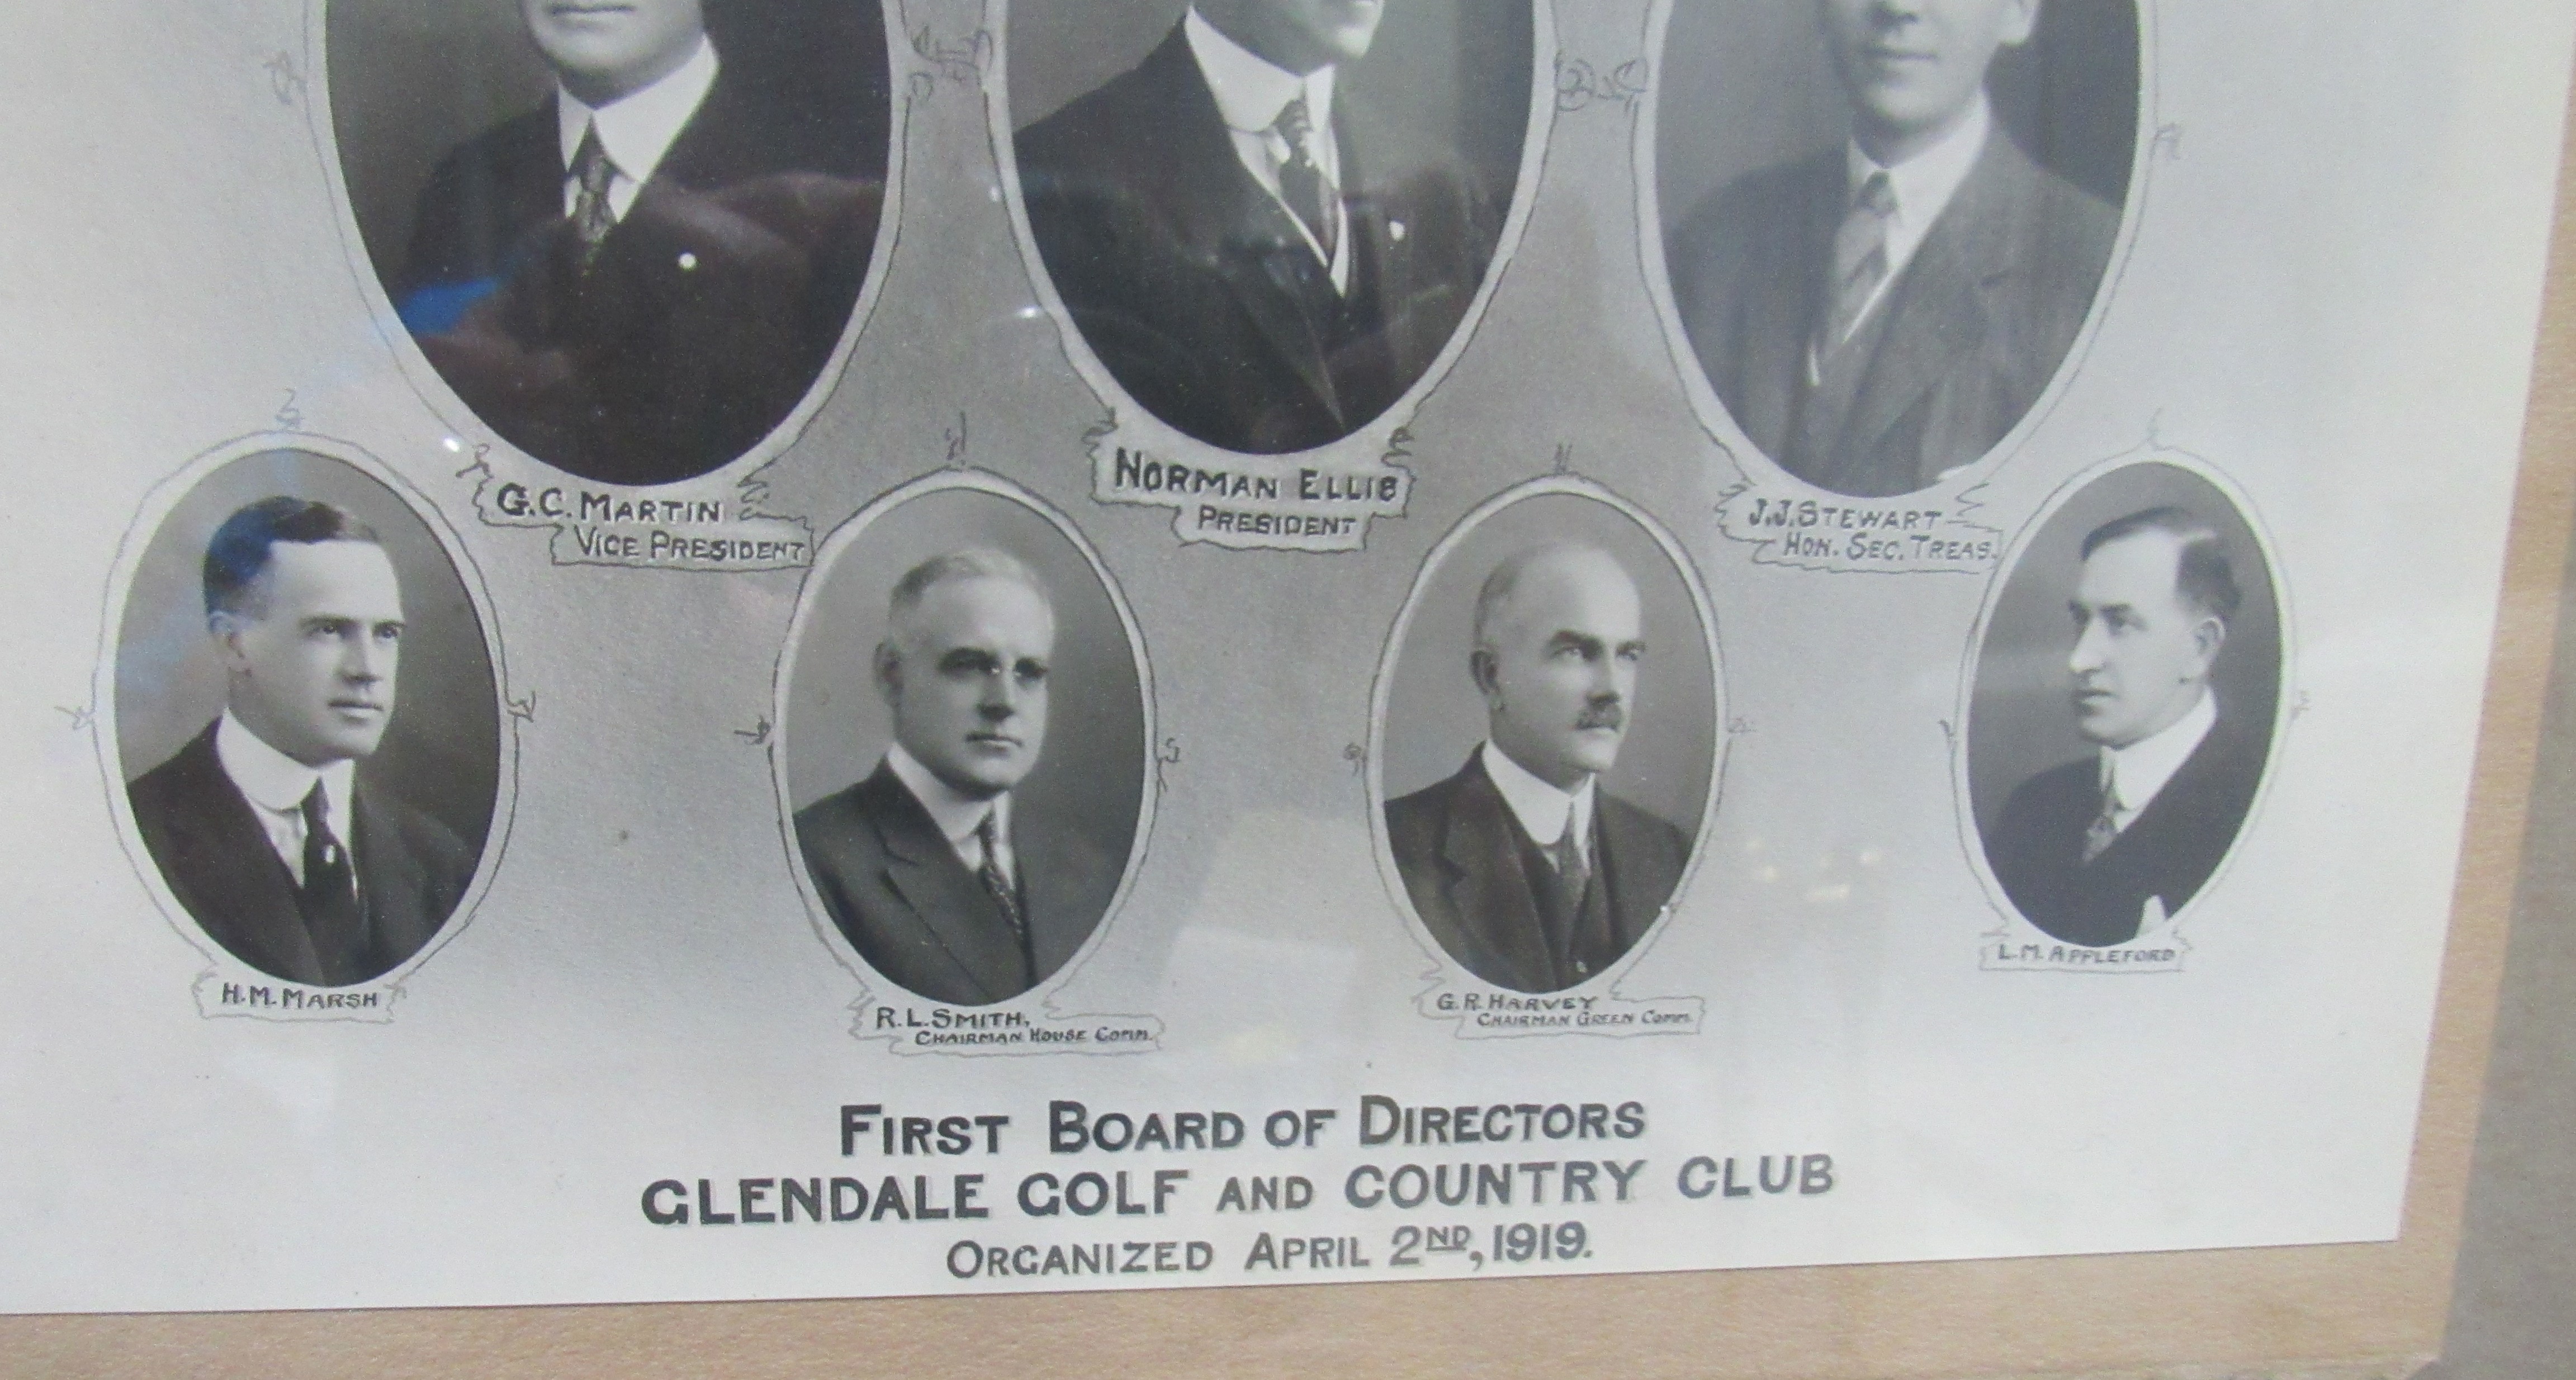 G.C. MARTIN
VICE PRESIDENT
NORMAN ELLIS
PRESIDENT
J.J. STEWART
HON. SEC. TREAS.
H.M. MARSH
R.L. SMITH,
CHAIRMAN HOUSE COMM.
G.R. HARVEY
CHAIRMAN GREEN COMM.
L.M. APPLEFORD
FIRST BOARD OF DIRECTORS
GLENDALE GOLF AND COUNTRY CLUB
ORGANIZED APRIL 2ND, 1919.